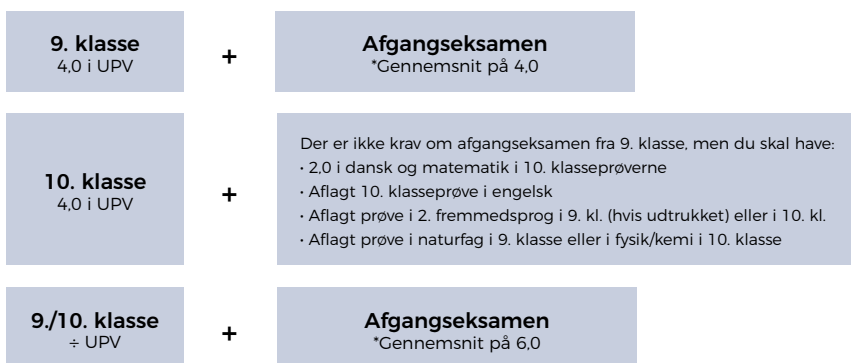 9. klasse
4,0 i UPV
+
Afgangseksamen
*Gennemsnit på 4,0
10. klasse
4,0 i UPV
+
Der er ikke krav om afgangseksamen fra 9. klasse, men du skal have:
• 2,0 i dansk og matematik i 10. klasseprøverne
• Aflagt 10. klasseprøve i engelsk
• Aflagt prøve i 2. fremmedsprog i 9. kl. (hvis udtrukket) eller i 10. kl.
• Aflagt prøve i naturfag i 9. klasse eller i fysik/kemi i 10. klasse
9./10. klasse
÷ UPV
+
Afgangseksamen
*Gennemsnit på 6,0